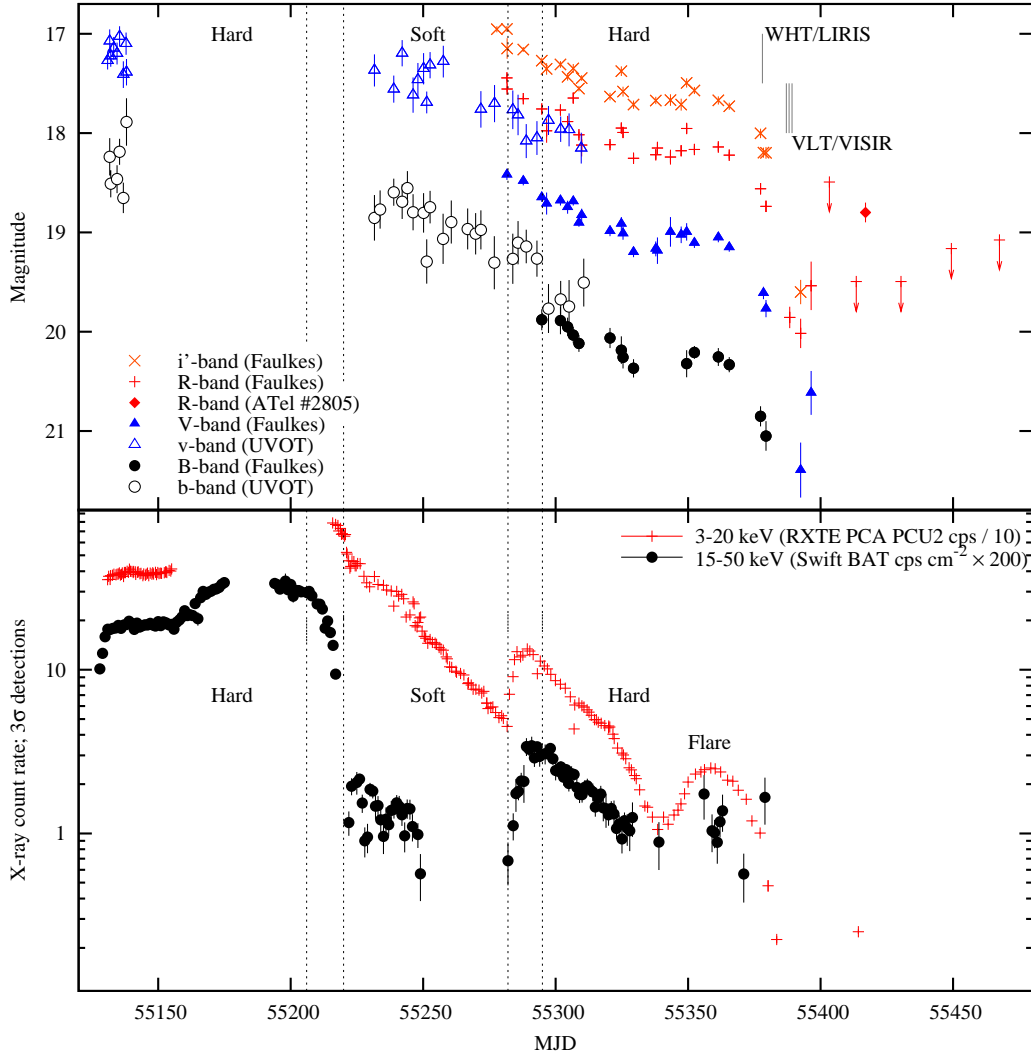 17
18
19
20
21
Magnitude
Hard
Soft
Hard
WHT/LIRIS
VLT/VISIR
i'-band (Faulkes)
R-band (Faulkes)
R-band (ATel #2805)
V-band (Faulkes)
v-band (UVOT)
B-band (Faulkes)
b-band (UVOT)
3-20 keV (RXTE PCA PCU2 cps / 10)
15-50 keV (Swift BAT cps cm⁻² × 200)
10
1
X-ray count rate; 3σ detections
Hard
Soft
Hard
Flare
55150
55200
55250
55300
55350
55400
55450
MJD